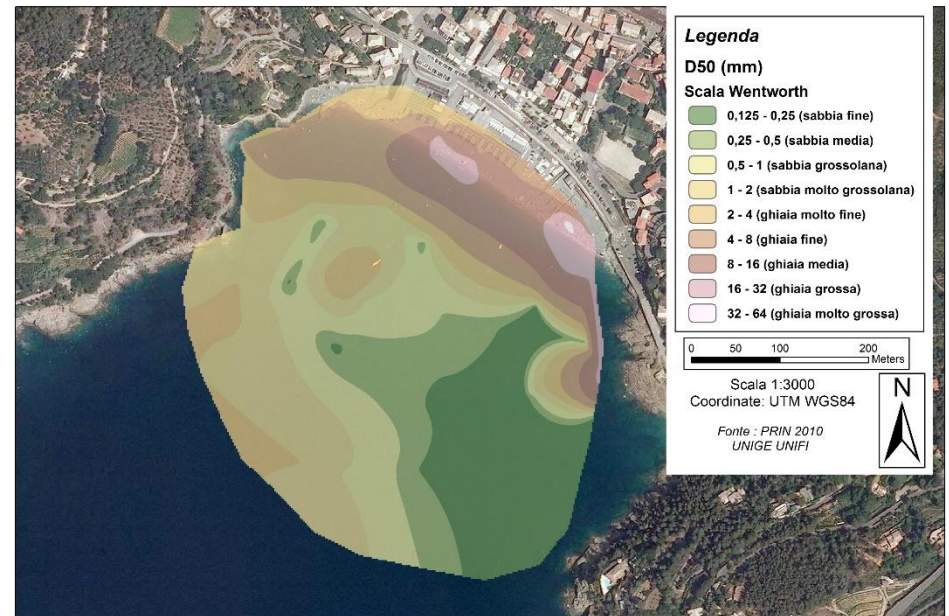 Legenda
D50 (mm)
Scala Wentworth
0,125 - 0,25 (sabbia fine)
0,25 - 0,5 (sabbia media)
0,5 - 1 (sabbia grossolana)
1 - 2 (sabbia molto grossolana)
2 - 4 (ghiaia molto fine)
4 - 8 (ghiaia fine)
8 - 16 (ghiaia media)
16 - 32 (ghiaia grossa)
32 - 64 (ghiaia molto grossa)
0 50 100 200
Meters
Scala 1:3000
Coordinate: UTM WGS84
Fonte : PRIN 2010
UNIGE UNIFI
N